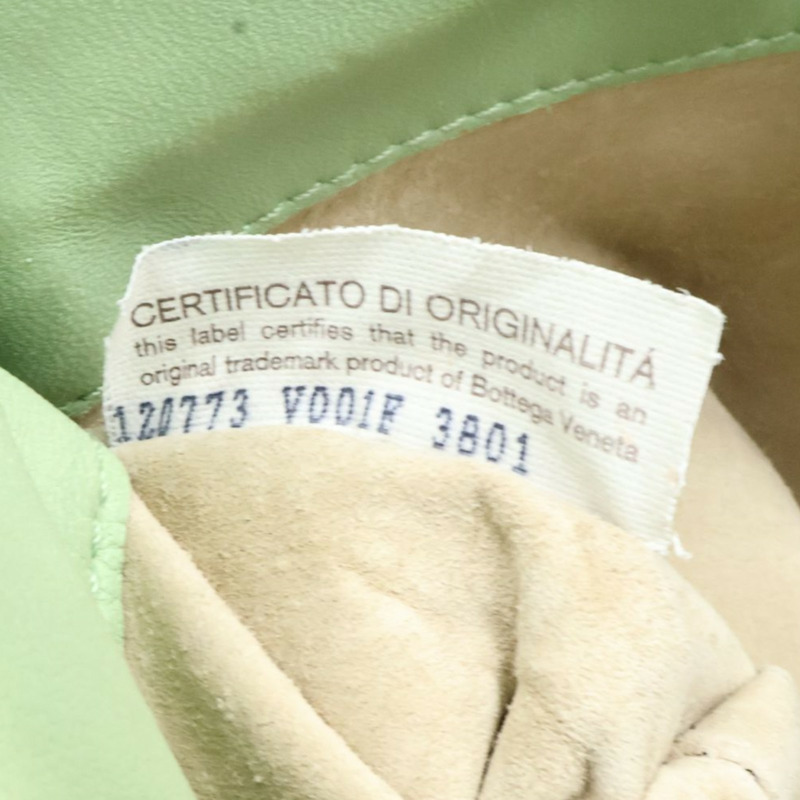 CERTIFICATO DI ORIGINALITÁ
this label certifies that the product is an
original trademark product of Bottega Veneta
120773 V001F 3801